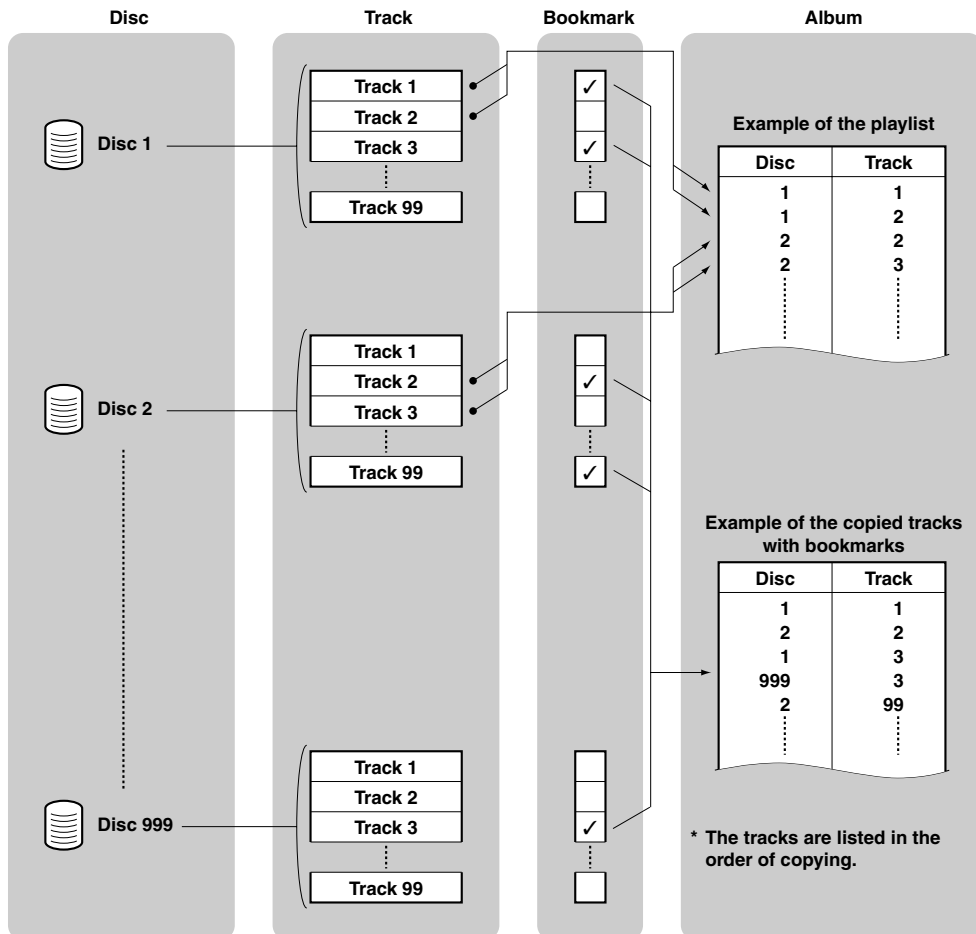 Disc
Track
Bookmark
Album
Disc 1
Track 1
✓
Track 2
Track 3
✓
Track 99
Example of the playlist
Disc Track
1 1
1 2
2 2
2 3
Disc 2
Track 1
Track 2
✓
Track 3
Track 99
✓
Example of the copied tracks
with bookmarks
Disc Track
1 1
2 2
1 3
999 3
2 99
Disc 999
Track 1
Track 2
Track 3
✓
Track 99
* The tracks are listed in the
order of copying.